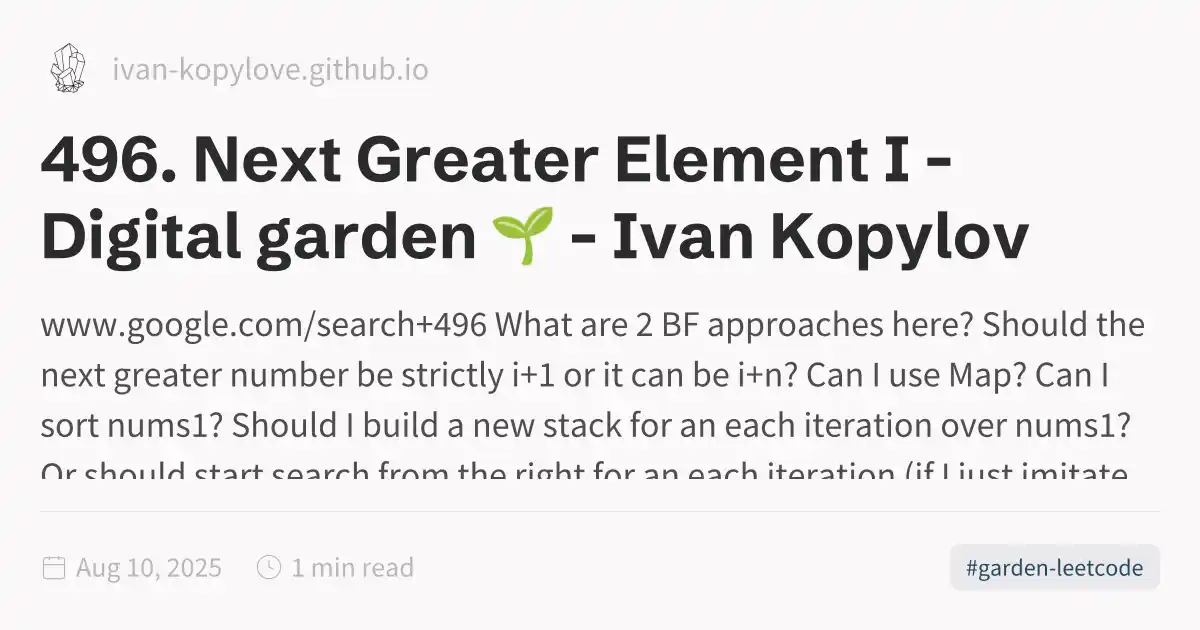 ivan-kopylove.github.io
496. Next Greater Element I -
Digital garden 🌱 - Ivan Kopylov
www.google.com/search+496 What are 2 BF approaches here? Should the
next greater number be strictly i+1 or it can be i+n? Can I use Map? Can I
sort nums1? Should I build a new stack for an each iteration over nums1?
Or should start search from the right for an each iteration (if I just imitate
Aug 10, 2025
1 min read
#garden-leetcode